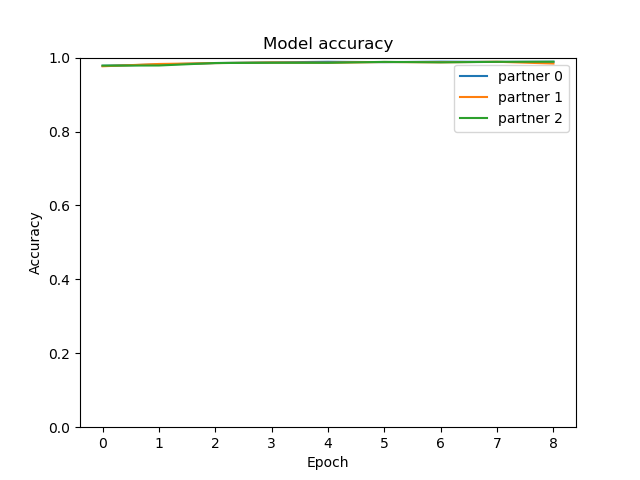 Model accuracy
1.0
0.8
0.6
0.4
0.2
0.0
Accuracy
partner 0
partner 1
partner 2
0 1 2 3 4 5 6 7 8
Epoch